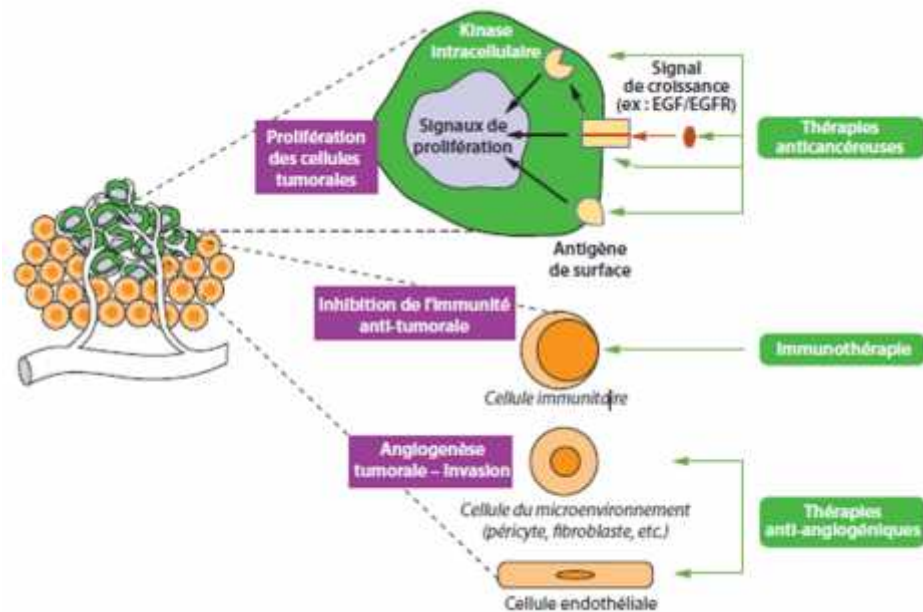 Kinase
intracellulaire
Signal
de croissance
(ex : EGF/EGFR)
Signaux de
prolifération
Prolifération
des cellules
tumorales
Thérapies
anticancéreuses
Antigène
de surface
Inhibition de l'immunité
anti-tumorale
Immunothérapie
Cellule immunitaire
Angiogenèse
tumorale – Invasion
Cellule du microenvironnement
(péricyte, fibroblaste, etc.)
Thérapies
anti-angiogéniques
Cellule endothéliale